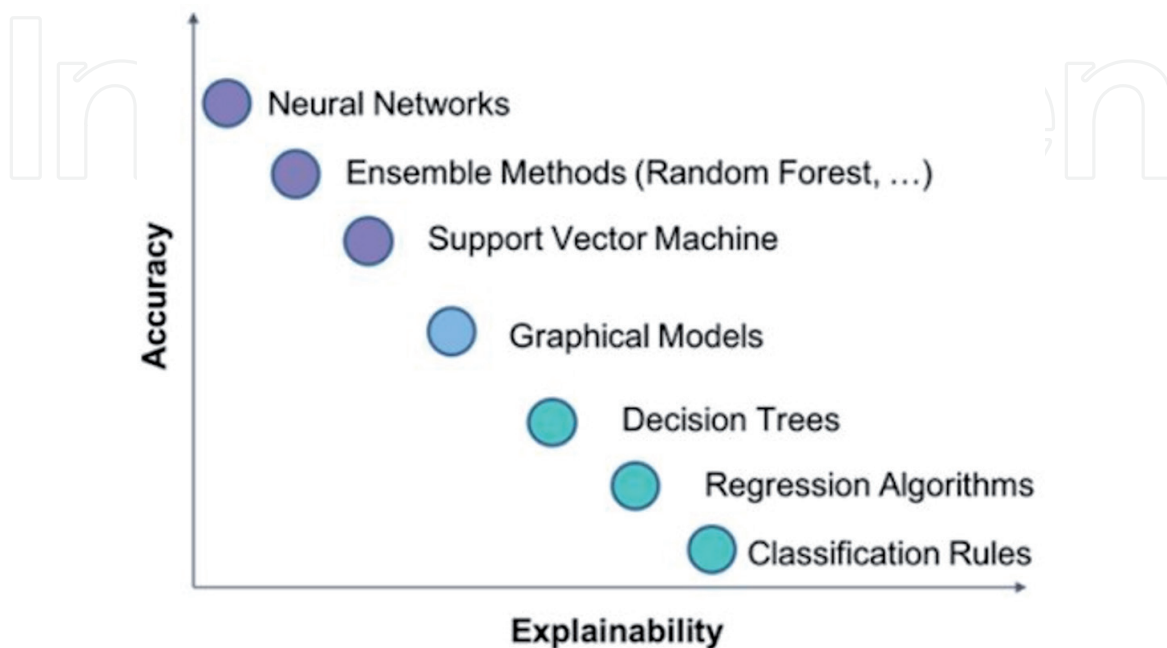 Neural Networks
Ensemble Methods (Random Forest, …)
Support Vector Machine
Graphical Models
Decision Trees
Regression Algorithms
Classification Rules
Accuracy
Explainability